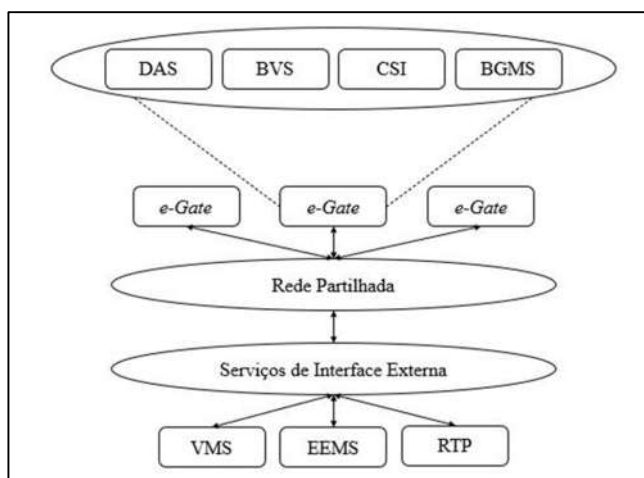 DAS BVS CSI BGMS
e-Gate e-Gate e-Gate
Rede Partilhada
Serviços de Interface Externa
VMS EEMS RTP